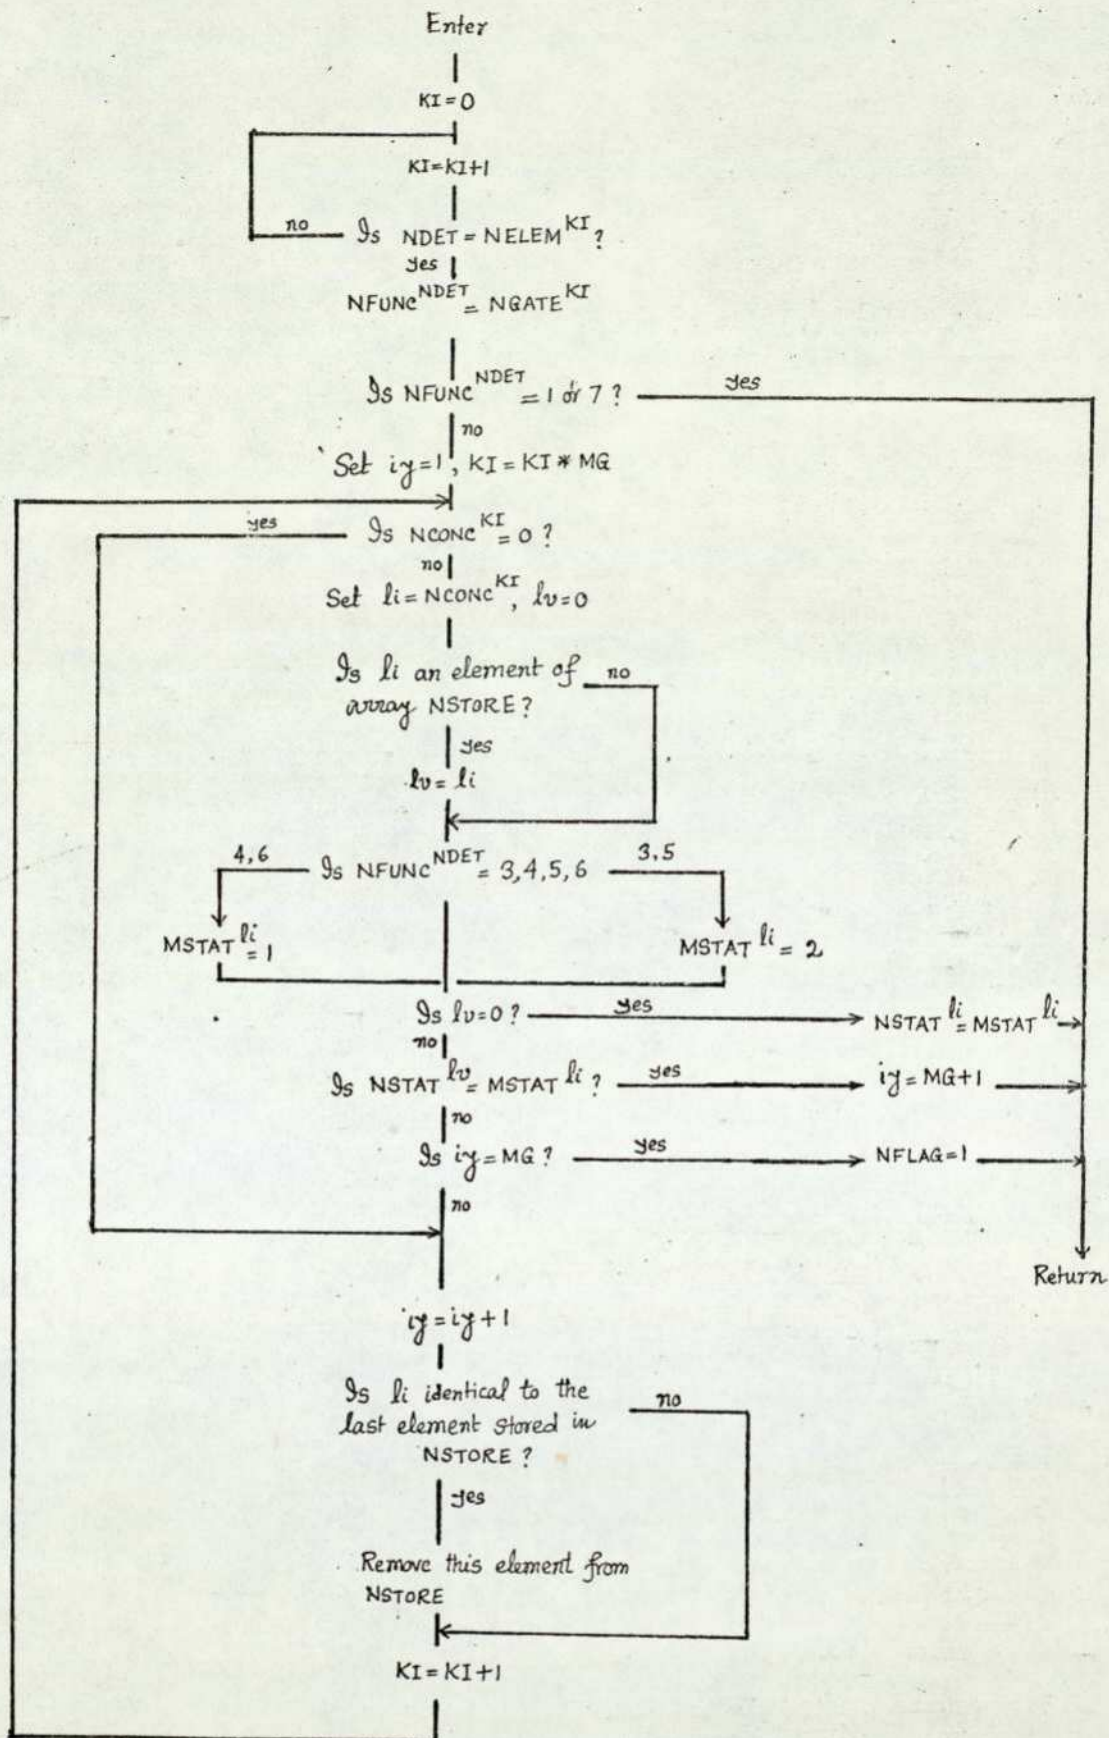 Enter
KI=0
KI=KI+1
no
Is NDET=NELEM^KI?
yes
NFUNC^NDET=NGATE^KI
Is NFUNC^NDET=1 or 7?
yes
no
Set iy=1, KI=KI*MG
yes
Is NCONC^KI=0?
no
Set li=NCONC^KI, lv=0
Is li an element of
array NSTORE?
no
yes
lv=li
4,6
Is NFUNC^NDET=3,4,5,6
3,5
MSTAT^li=1
MSTAT^li=2
Is lv=0?
yes
NSTAT^li=MSTAT^li
no
Is NSTAT^lv=MSTAT^li?
yes
iy=MG+1
no
Is iy=MG?
yes
NFLAG=1
no
Return
iy=iy+1
Is li identical to the
last element stored in
NSTORE?
no
yes
Remove this element from
NSTORE
KI=KI+1